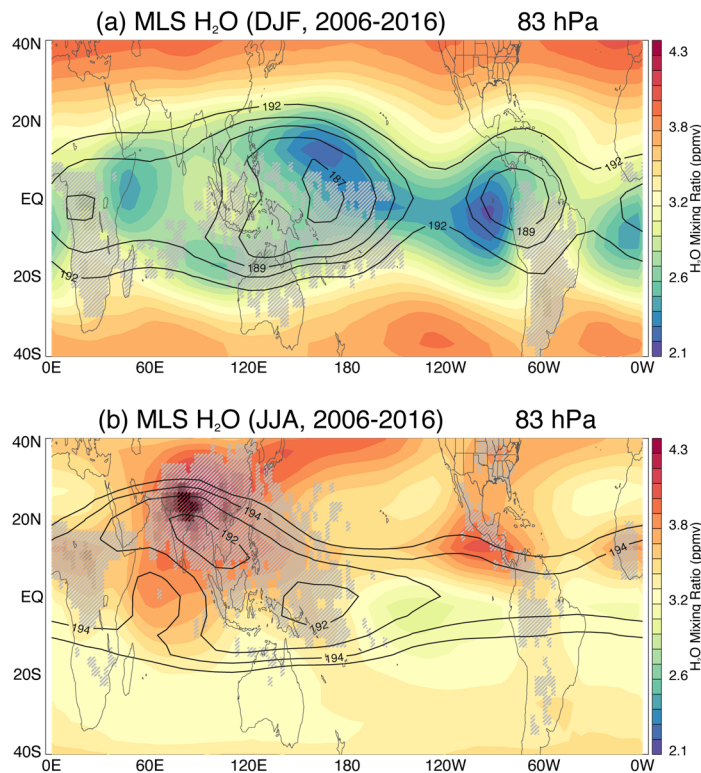 (a) MLS H₂O (DJF, 2006-2016) 83 hPa
40N
20N
EQ
20S
40S
0E 60E 120E 180 120W 60W 0W
192
192
187
192
192
189
189
192
4.3
3.8
3.2
2.6
2.1
H₂O Mixing Ratio (ppmv)
(b) MLS H₂O (JJA, 2006-2016) 83 hPa
40N
20N
EQ
20S
40S
0E 60E 120E 180 120W 60W 0W
194
192
194
194
192
194
4.3
3.8
3.2
2.6
2.1
H₂O Mixing Ratio (ppmv)